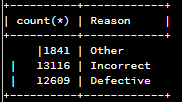 +----------+-------------+
| count(*) | Reason      |
+----------+-------------+
|1841 | Other
|    13116 | Incorrect
|    12609 | Defective
+----------+-------------+